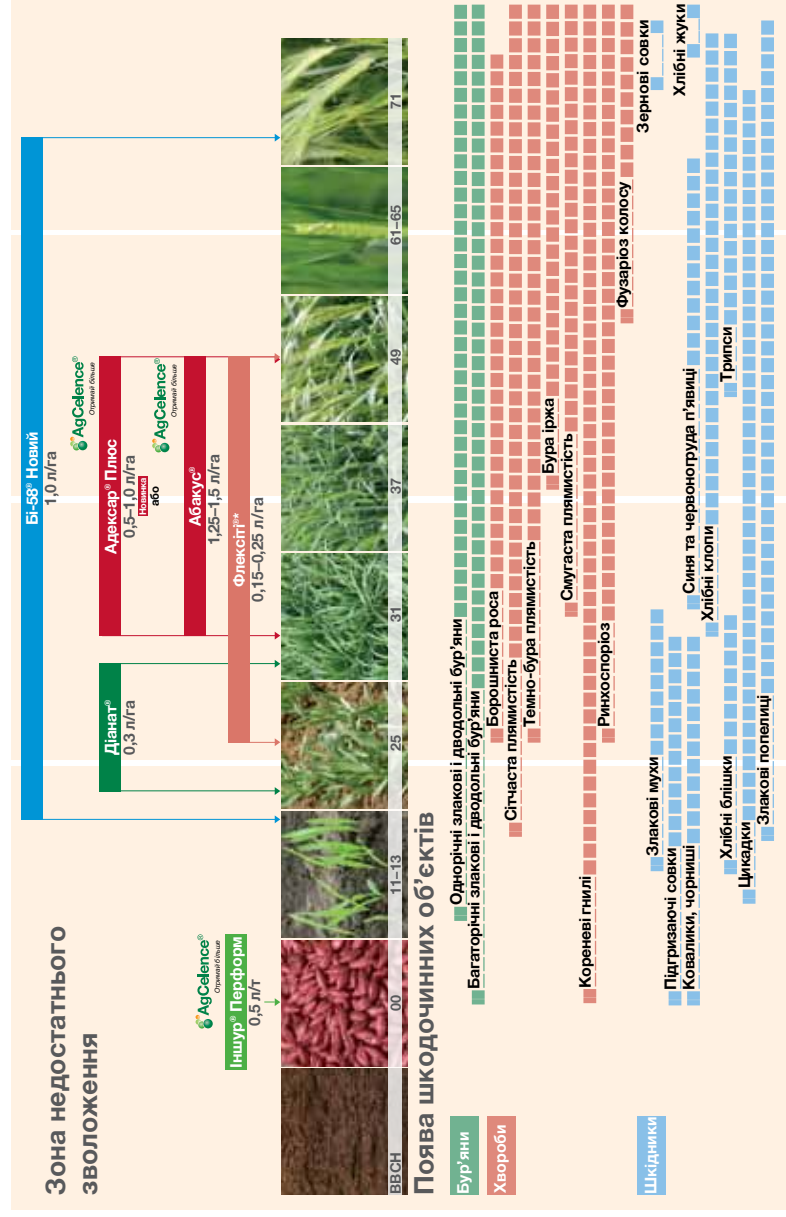 Зона недостатнього
зволоження
Бі-58® Новий
1,0 л/га
AgCelence®
Отримай більше
Адексар® Плюс
0,5–1,0 л/га
Новинка
або
AgCelence®
Отримай більше
Абакус®
1,25–1,5 л/га
Діанат®
0,3 л/га
Флексіті®*
0,15–0,25 л/га
AgCelence®
Отримай більше
Іншур® Перформ
0,5 л/т
BBCH
00
11–13
25
31
37
49
61–65
71
Поява шкодочинних об’єктів
Бур’яни
Однорічні злакові і дводольні бур’яни
Багаторічні злакові і дводольні бур’яни
Хвороби
Борошниста роса
Сітчаста плямистість
Темно-бура плямистість
Бура іржа
Смугаста плямистість
Кореневі гнилі
Ринхоспоріоз
Фузаріоз колосу
Шкідники
Зернові совки
Злакові мухи
Підгризаючі совки
Хлібні жуки
Ковалики, чорниші
Синя та червоногруда п’явиці
Хлібні клопи
Хлібні блішки
Трипси
Цикадки
Злакові попелиці